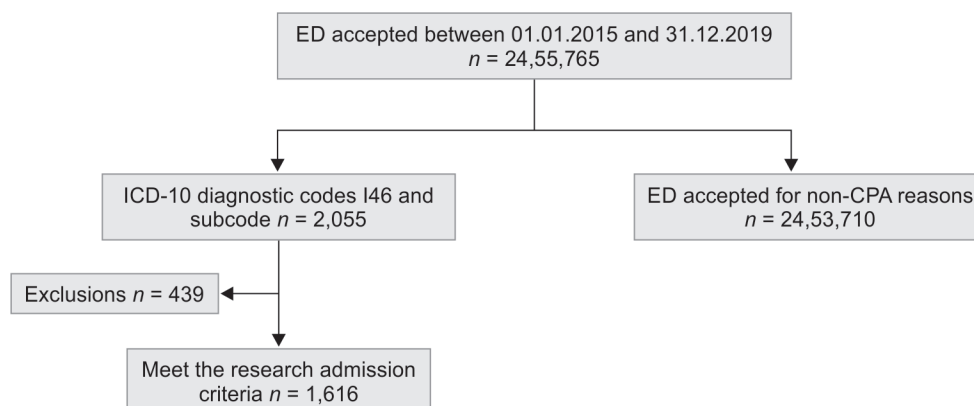 ED accepted between 01.01.2015 and 31.12.2019
n = 24,55,765
ICD-10 diagnostic codes I46 and
subcode n = 2,055
ED accepted for non-CPA reasons
n = 24,53,710
Exclusions n = 439
Meet the research admission
criteria n = 1,616